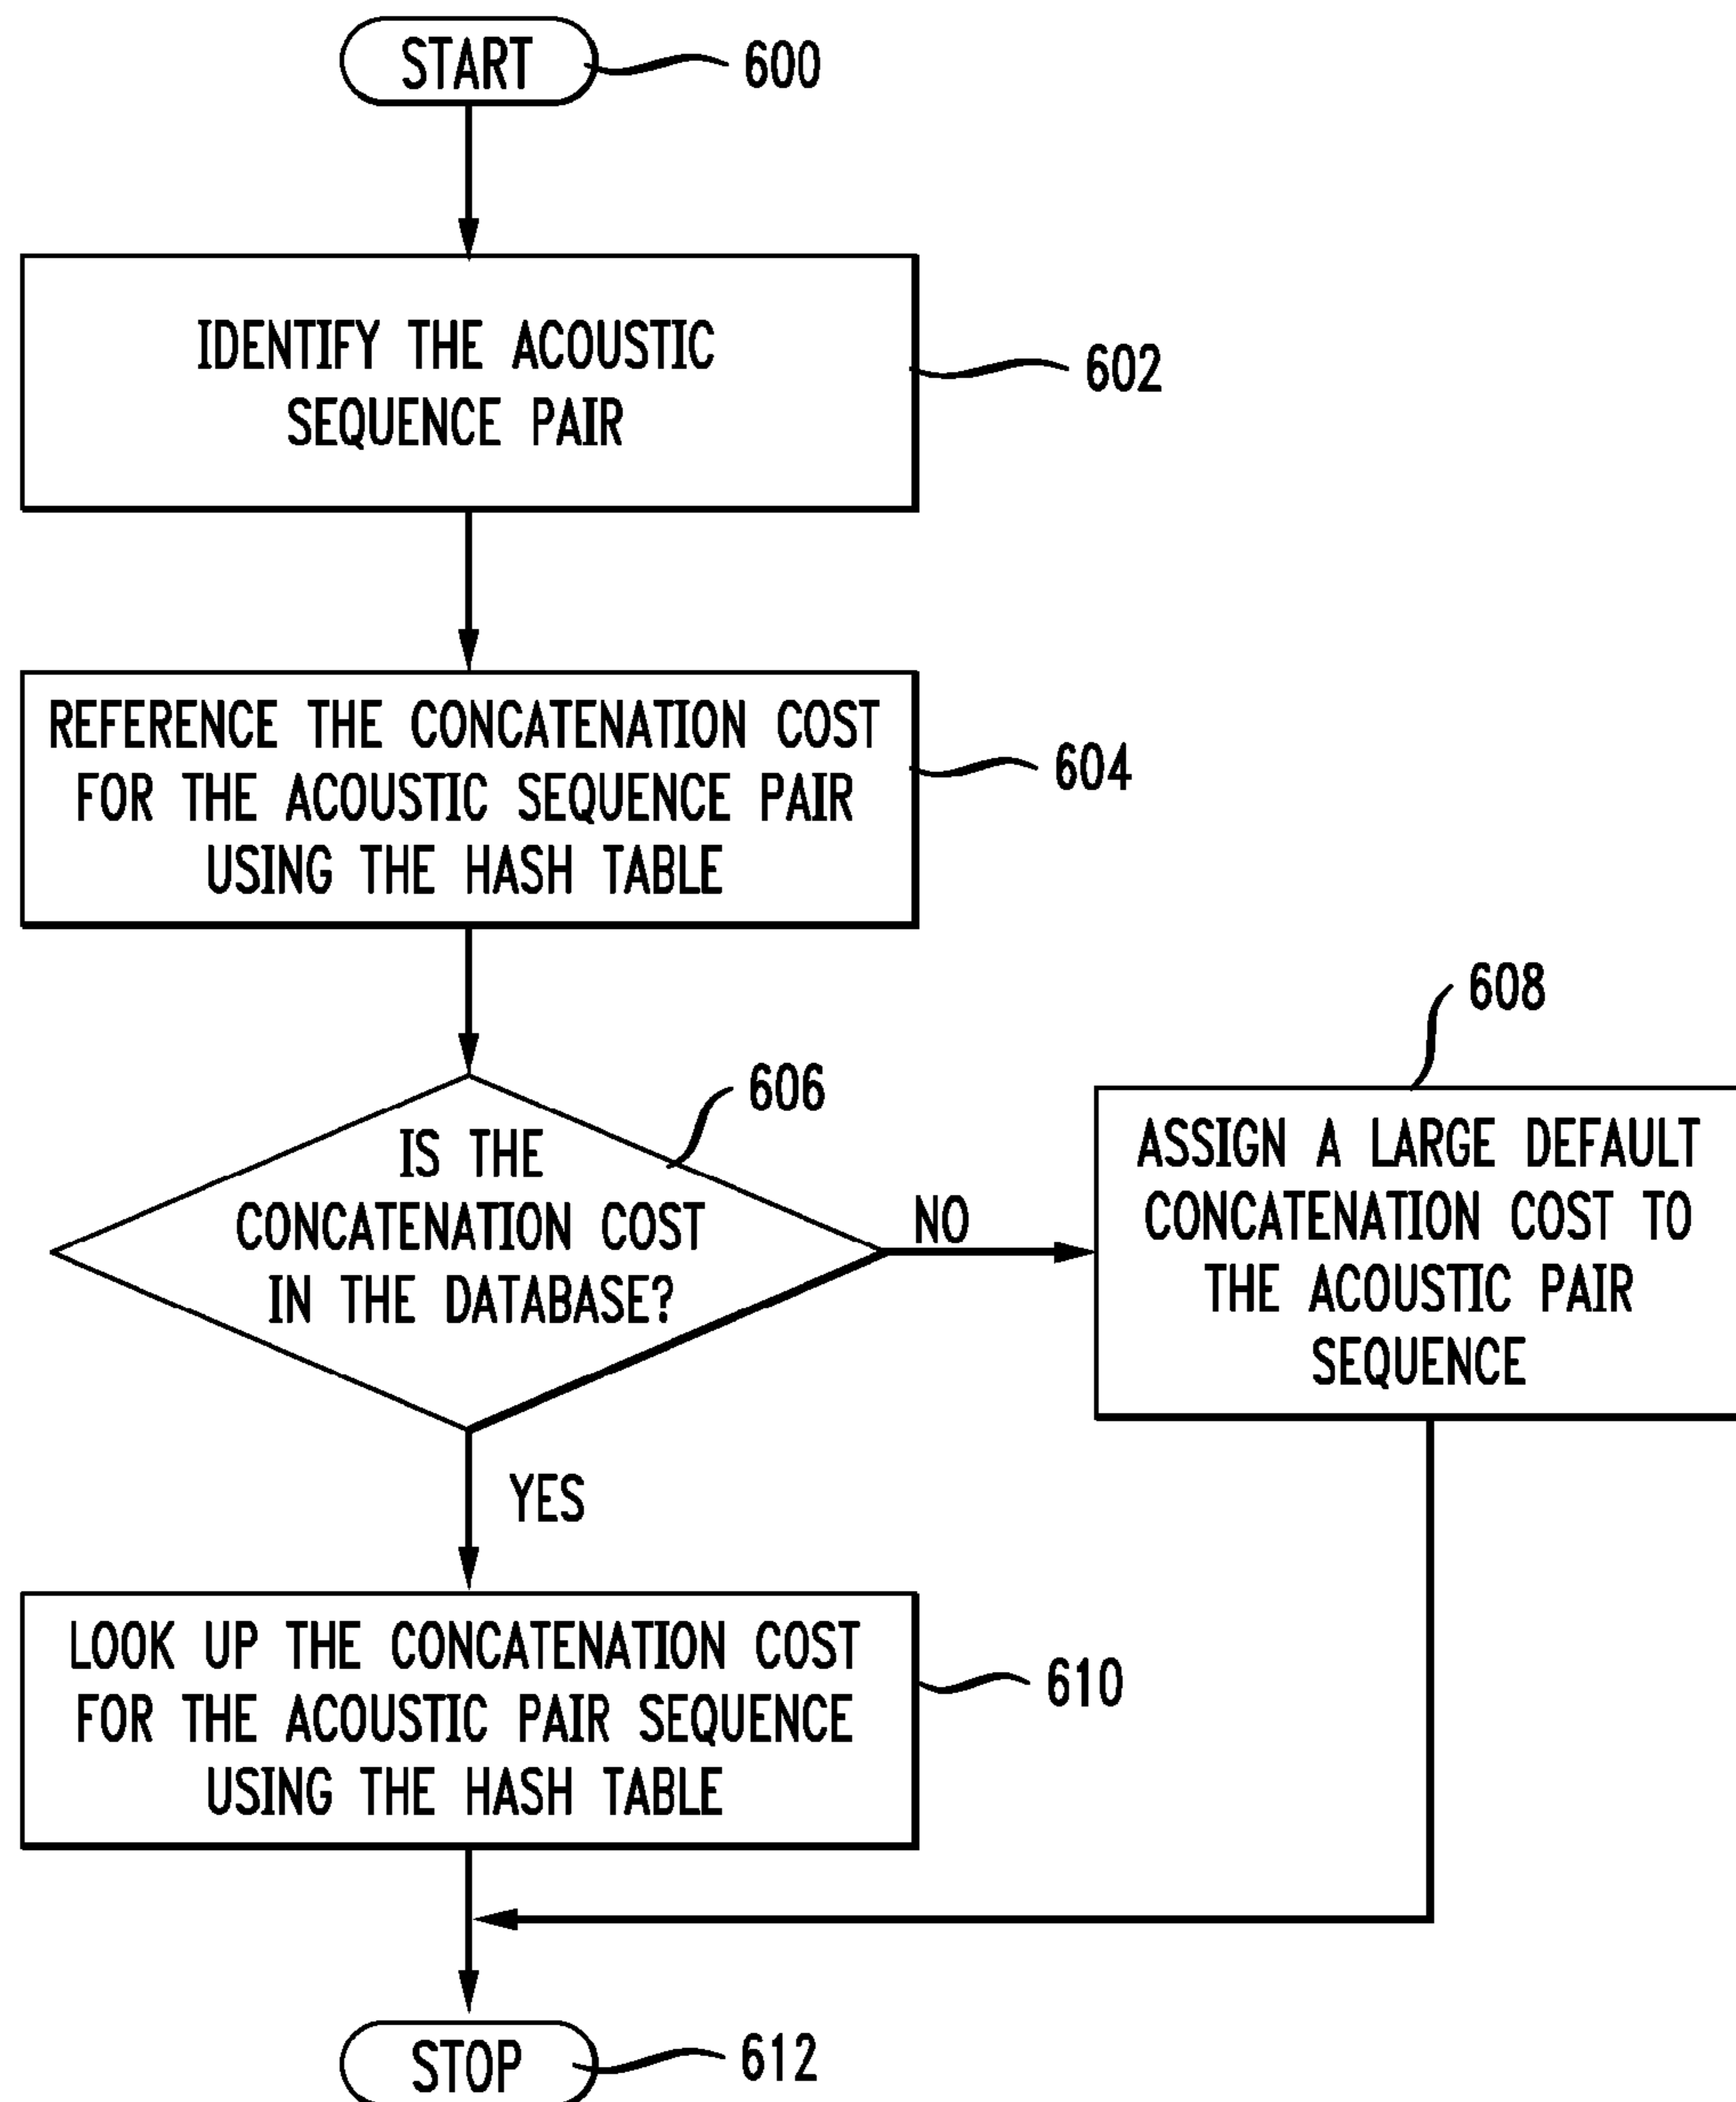 START
600
IDENTIFY THE ACOUSTIC
SEQUENCE PAIR
602
REFERENCE THE CONCATENATION COST
FOR THE ACOUSTIC SEQUENCE PAIR
USING THE HASH TABLE
604
606
IS THE
CONCATENATION COST
IN THE DATABASE?
NO
608
ASSIGN A LARGE DEFAULT
CONCATENATION COST TO
THE ACOUSTIC PAIR
SEQUENCE
YES
LOOK UP THE CONCATENATION COST
FOR THE ACOUSTIC PAIR SEQUENCE
USING THE HASH TABLE
610
STOP
612